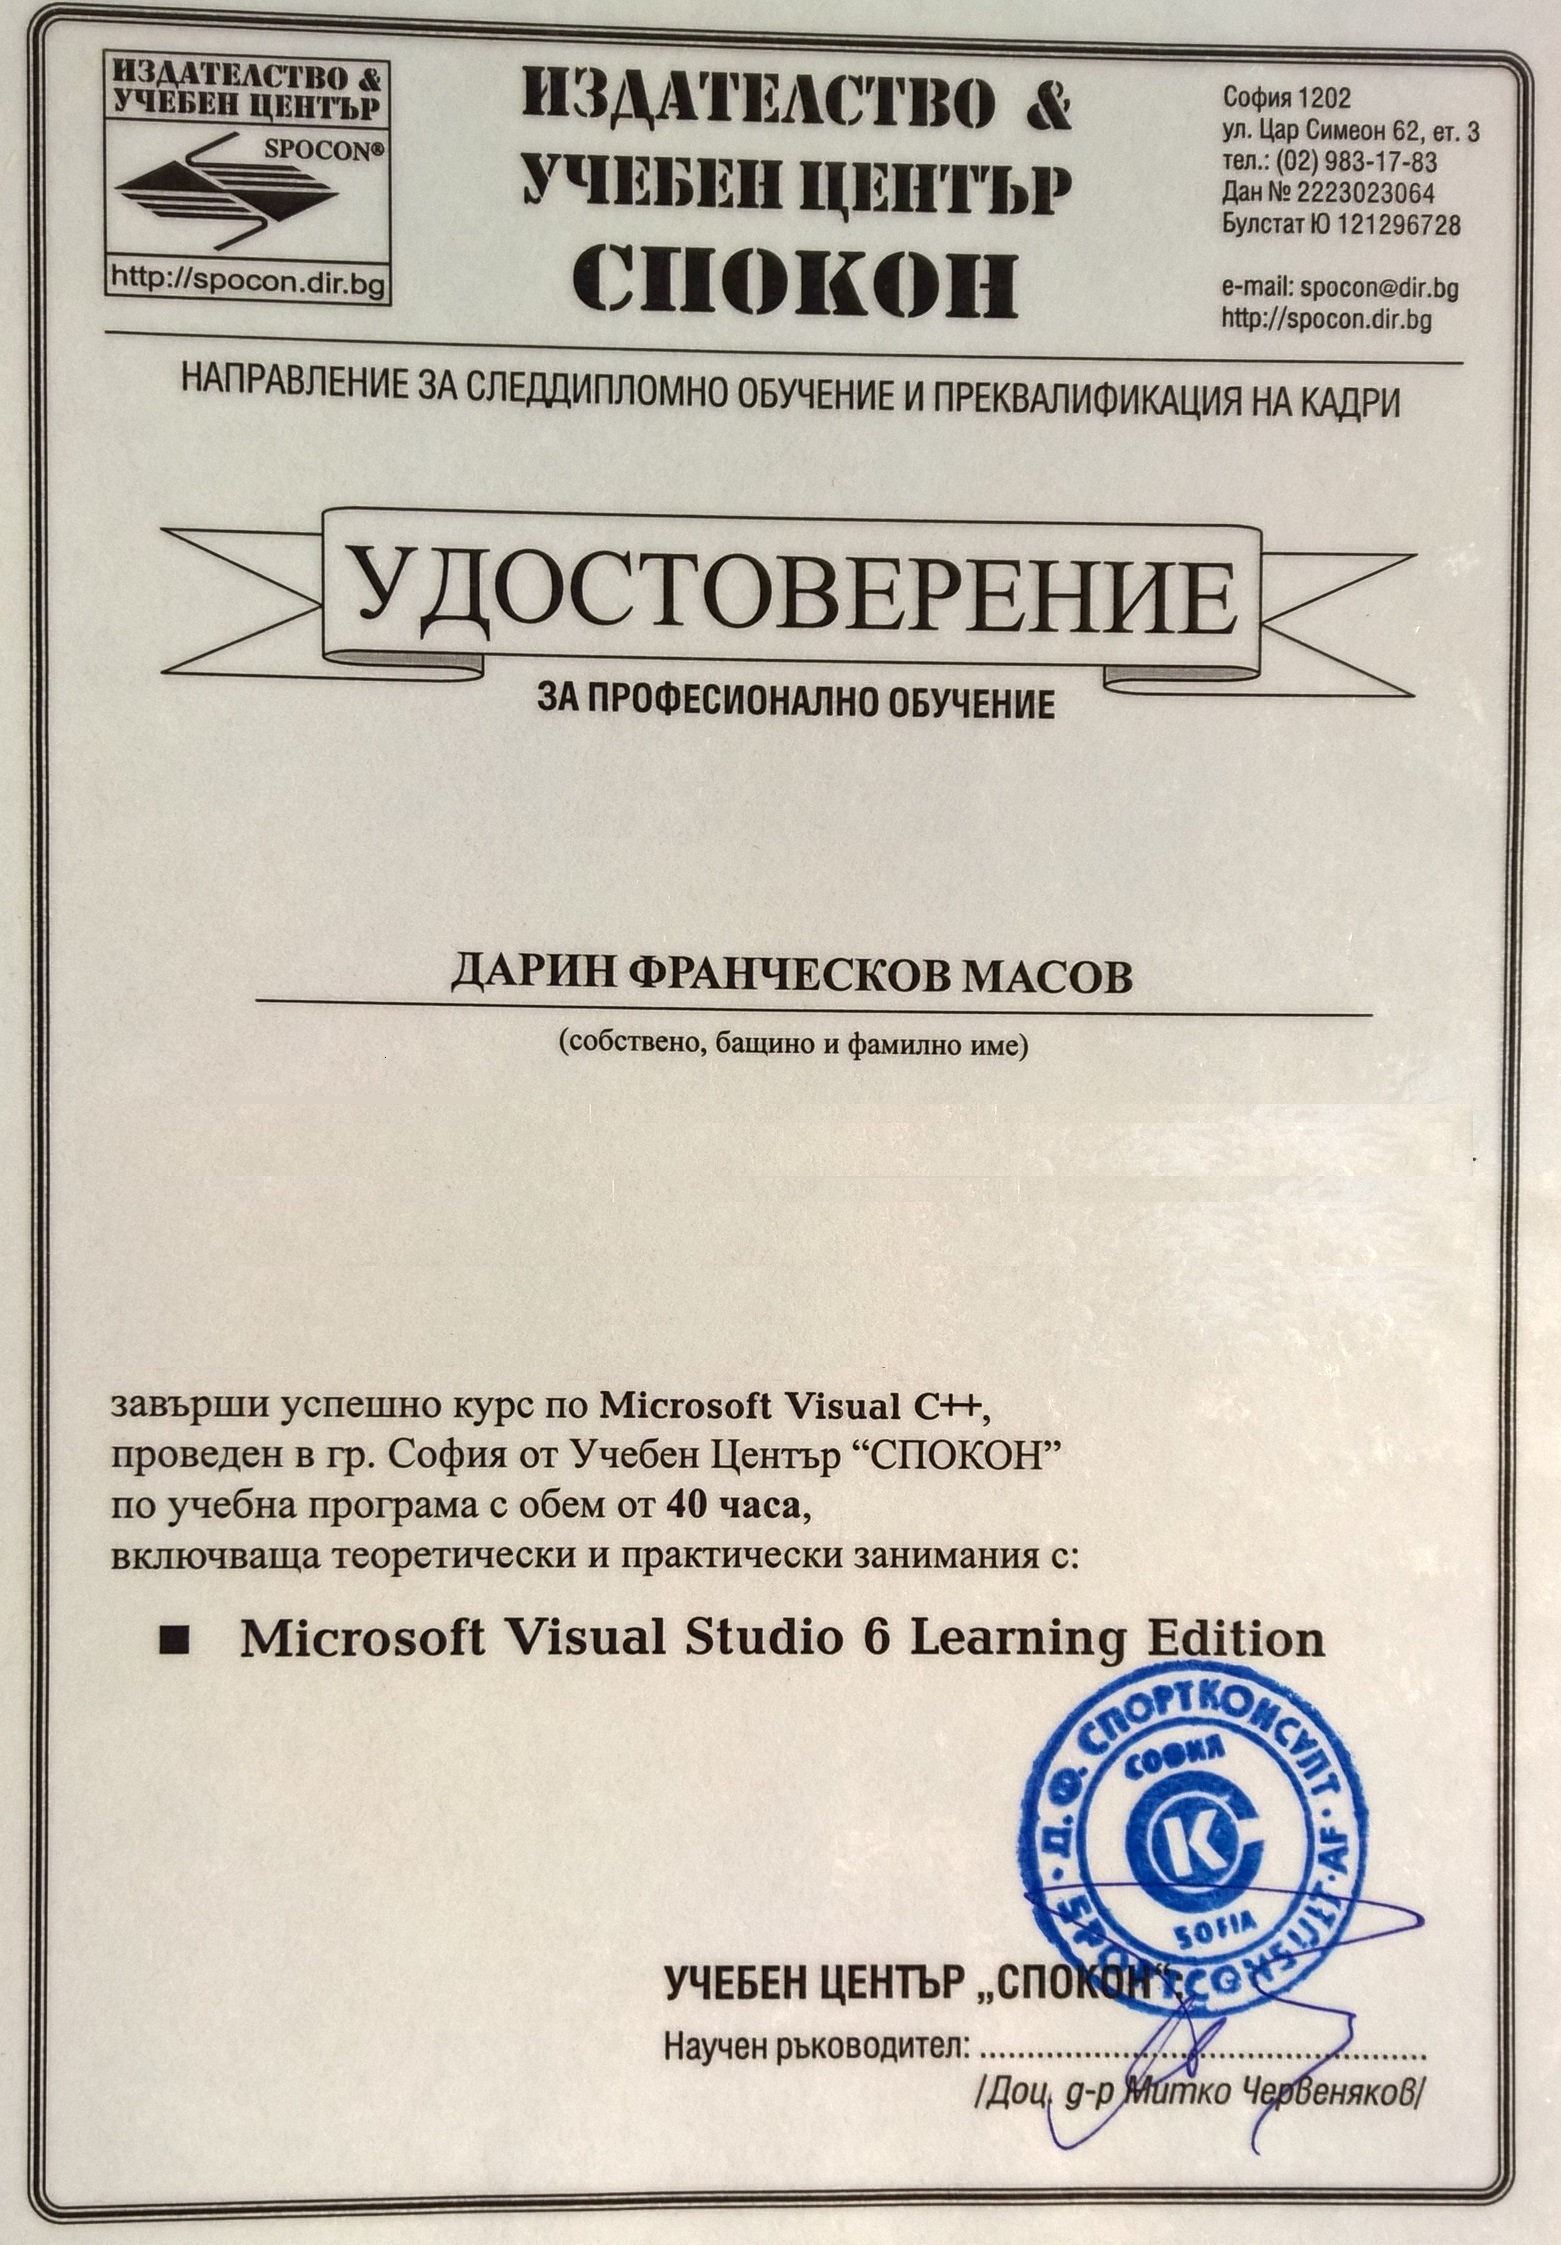 ИЗДАТЕЛСТВО &
УЧЕБЕН ЦЕНТЪР
SPOCON®
http://spocon.dir.bg
ИЗДАТЕЛСТВО &
УЧЕБЕН ЦЕНТЪР
СПОКОН
София 1202
ул. Цар Симеон 62, ет. 3
тел.: (02) 983-17-83
Дан № 2223023064
Булстат Ю 121296728
e-mail: spocon@dir.bg
http://spocon.dir.bg
НАПРАВЛЕНИЕ ЗА СЛЕДДИПЛОМНО ОБУЧЕНИЕ И ПРЕКВАЛИФИКАЦИЯ НА КАДРИ
УДОСТОВЕРЕНИЕ
ЗА ПРОФЕСИОНАЛНО ОБУЧЕНИЕ
ДАРИН ФРАНЧЕСКОВ МАСОВ
(собствено, бащино и фамилно име)
завърши успешно курс по Microsoft Visual C++,
проведен в гр. София от Учебен Център “СПОКОН”
по учебна програма с обем от 40 часа,
включваща теоретически и практически занимания с:
■ Microsoft Visual Studio 6 Learning Edition
Д. Ф. СПОРТКОНСУЛТ · SPORTCONSULT · AF ·
СОФИЯ
СК
SOFIA
УЧЕБЕН ЦЕНТЪР „СПОКОН“:
Научен ръководител: ................................................
/Доц. д-р Митко Червеняков/